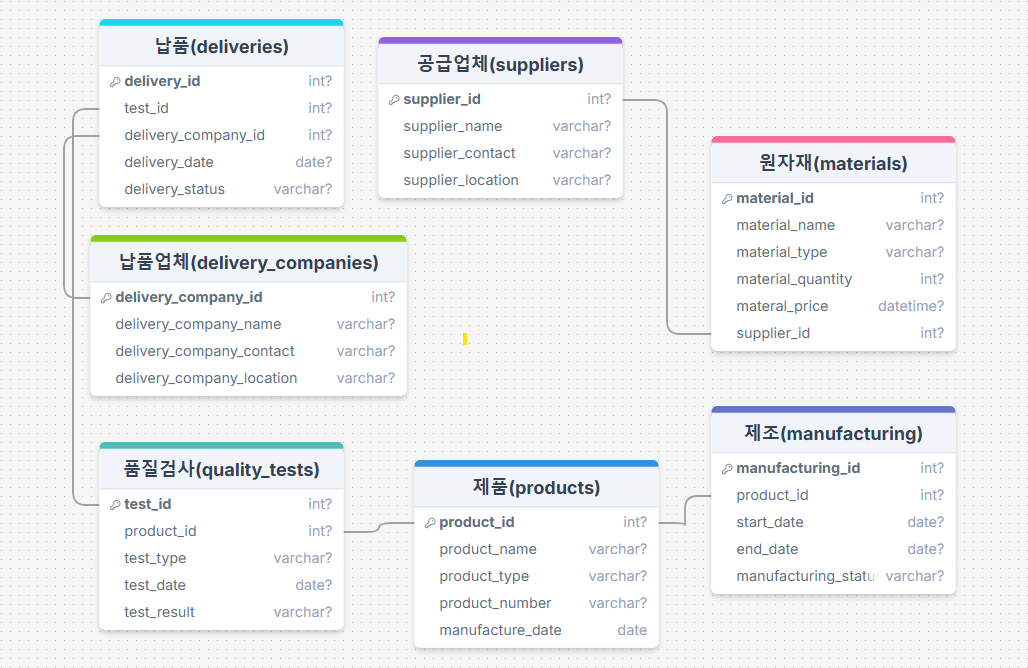 납품(deliveries)
delivery_id int?
test_id int?
delivery_company_id int?
delivery_date date?
delivery_status varchar?
공급업체(suppliers)
supplier_id int?
supplier_name varchar?
supplier_contact varchar?
supplier_location varchar?
원자재(materials)
material_id int?
material_name varchar?
material_type varchar?
material_quantity int?
materal_price datetime?
supplier_id int?
납품업체(delivery_companies)
delivery_company_id int?
delivery_company_name varchar?
delivery_company_contact varchar?
delivery_company_location varchar?
품질검사(quality_tests)
test_id int?
product_id int?
test_type varchar?
test_date date?
test_result varchar?
제품(products)
product_id int?
product_name varchar?
product_type varchar?
product_number varchar?
manufacture_date date
제조(manufacturing)
manufacturing_id int?
product_id int?
start_date date?
end_date date?
manufacturing_statu varchar?